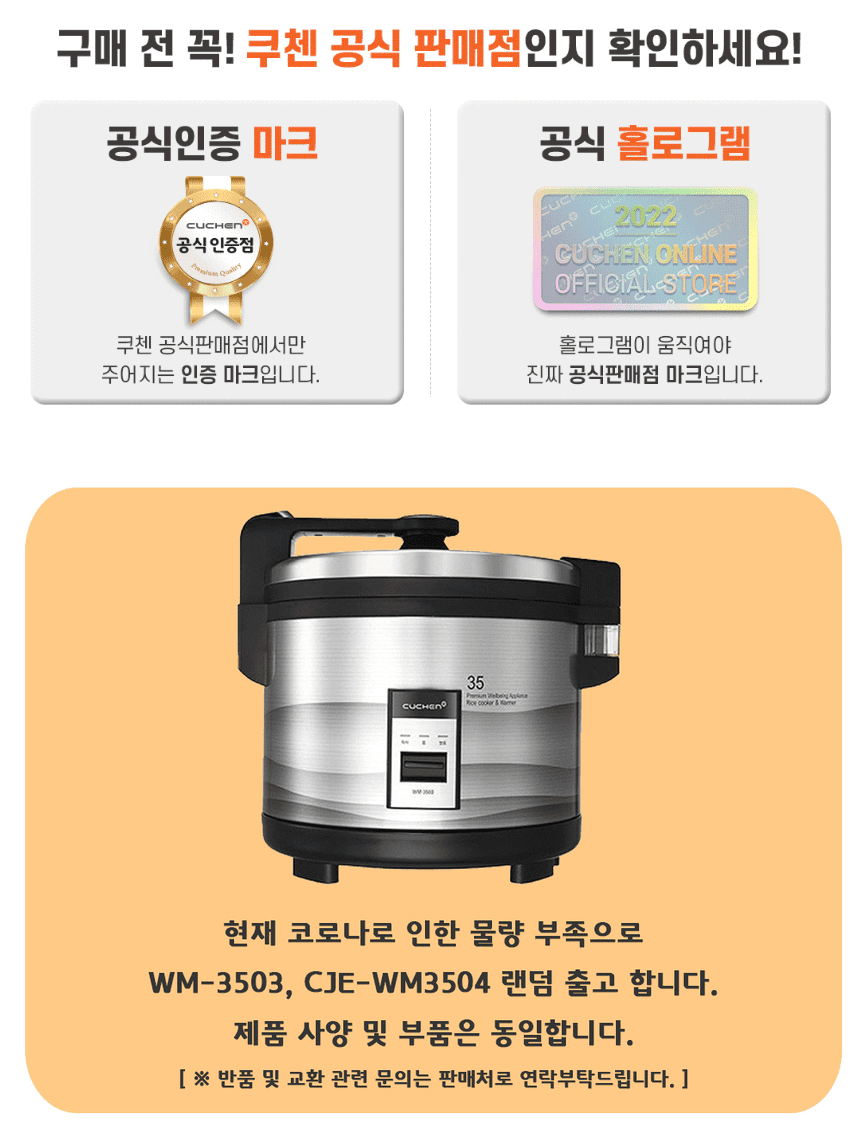 구매 전 꼭! 쿠첸 공식 판매점인지 확인하세요!
공식인증 마크
CUCHEN
공식 인증점
Premium Quality
쿠첸 공식판매점에서만
주어지는 인증 마크입니다.
공식 홀로그램
2022
CUCHEN ONLINE
OFFICIAL STORE
홀로그램이 움직여야
진짜 공식판매점 마크입니다.
35
Premium Wellbeing Appliance
Rice cooker & Warmer
CUCHEN
취사
보온
WM-3503
현재 코로나로 인한 물량 부족으로
WM-3503, CJE-WM3504 랜덤 출고 합니다.
제품 사양 및 부품은 동일합니다.
[ ※ 반품 및 교환 관련 문의는 판매처로 연락부탁드립니다. ]